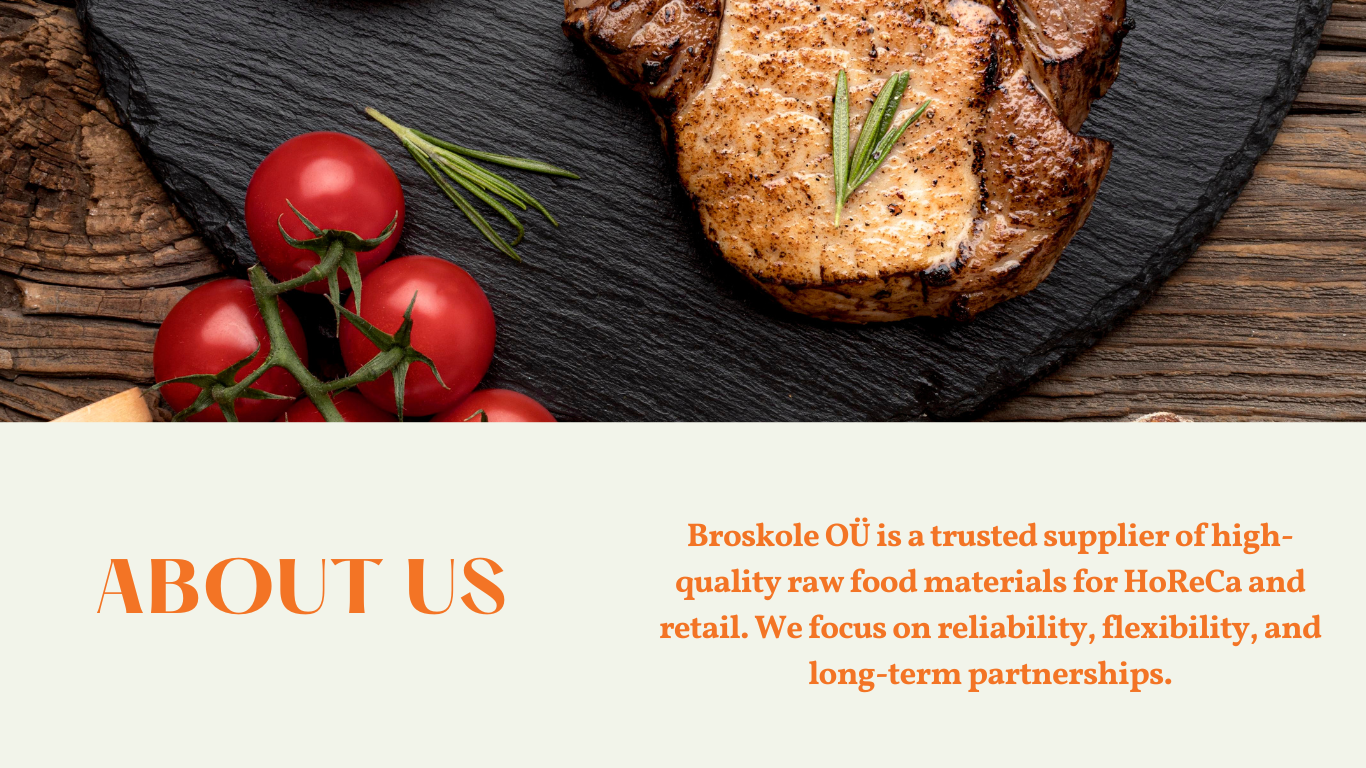 ABOUT US
Broskole OÜ is a trusted supplier of high-
quality raw food materials for HoReCa and
retail. We focus on reliability, flexibility, and
long-term partnerships.